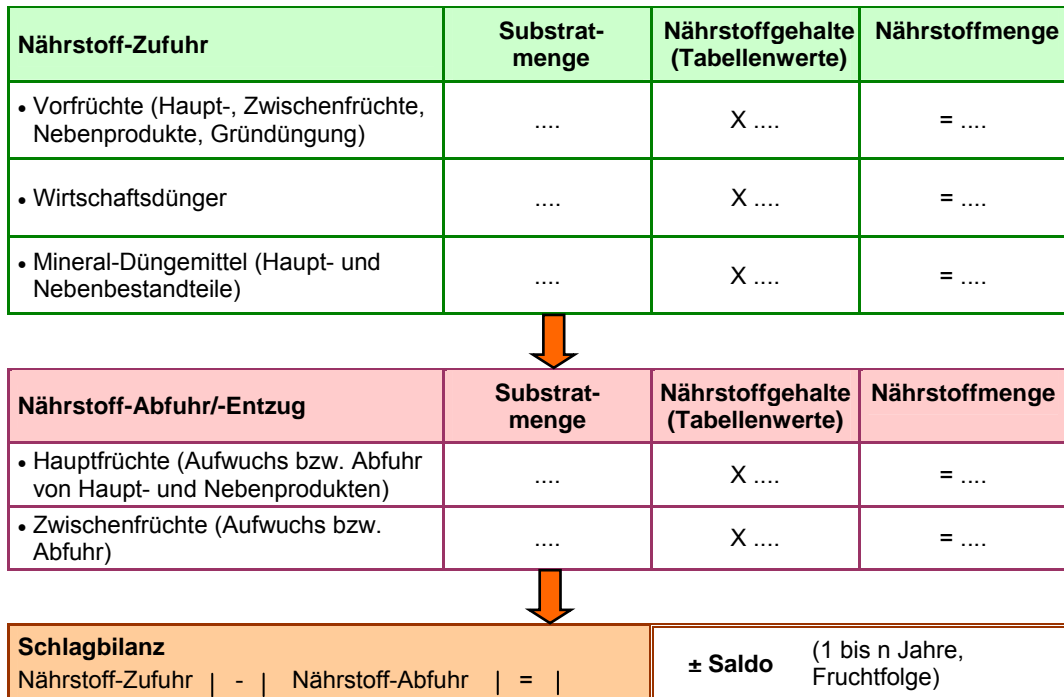 Nährstoff-Zufuhr
Substrat-
menge
Nährstoffgehalte
(Tabellenwerte)
Nährstoffmenge
• Vorfrüchte (Haupt-, Zwischenfrüchte,
Nebenprodukte, Gründüngung)
....
X ....
= ....
• Wirtschaftsdünger
....
X ....
= ....
• Mineral-Düngemittel (Haupt- und
Nebenbestandteile)
....
X ....
= ....
Nährstoff-Abfuhr/-Entzug
Substrat-
menge
Nährstoffgehalte
(Tabellenwerte)
Nährstoffmenge
• Hauptfrüchte (Aufwuchs bzw. Abfuhr
von Haupt- und Nebenprodukten)
....
X ....
= ....
• Zwischenfrüchte (Aufwuchs bzw.
Abfuhr)
....
X ....
= ....
Schlagbilanz
Nährstoff-Zufuhr | - | Nährstoff-Abfuhr | = |
± Saldo
(1 bis n Jahre,
Fruchtfolge)